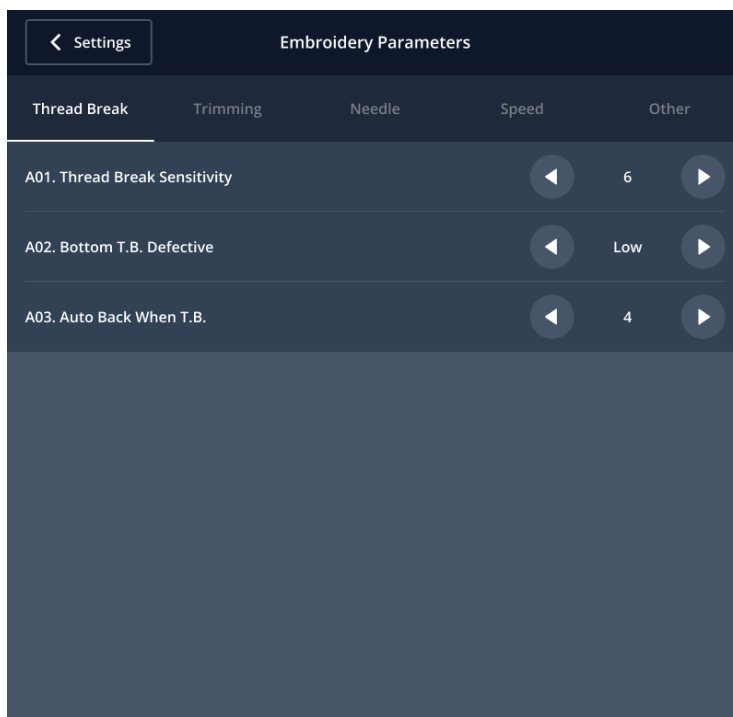 Settings
Embroidery Parameters
Thread Break Trimming Needle Speed Other
A01. Thread Break Sensitivity 6
A02. Bottom T.B. Defective Low
A03. Auto Back When T.B. 4